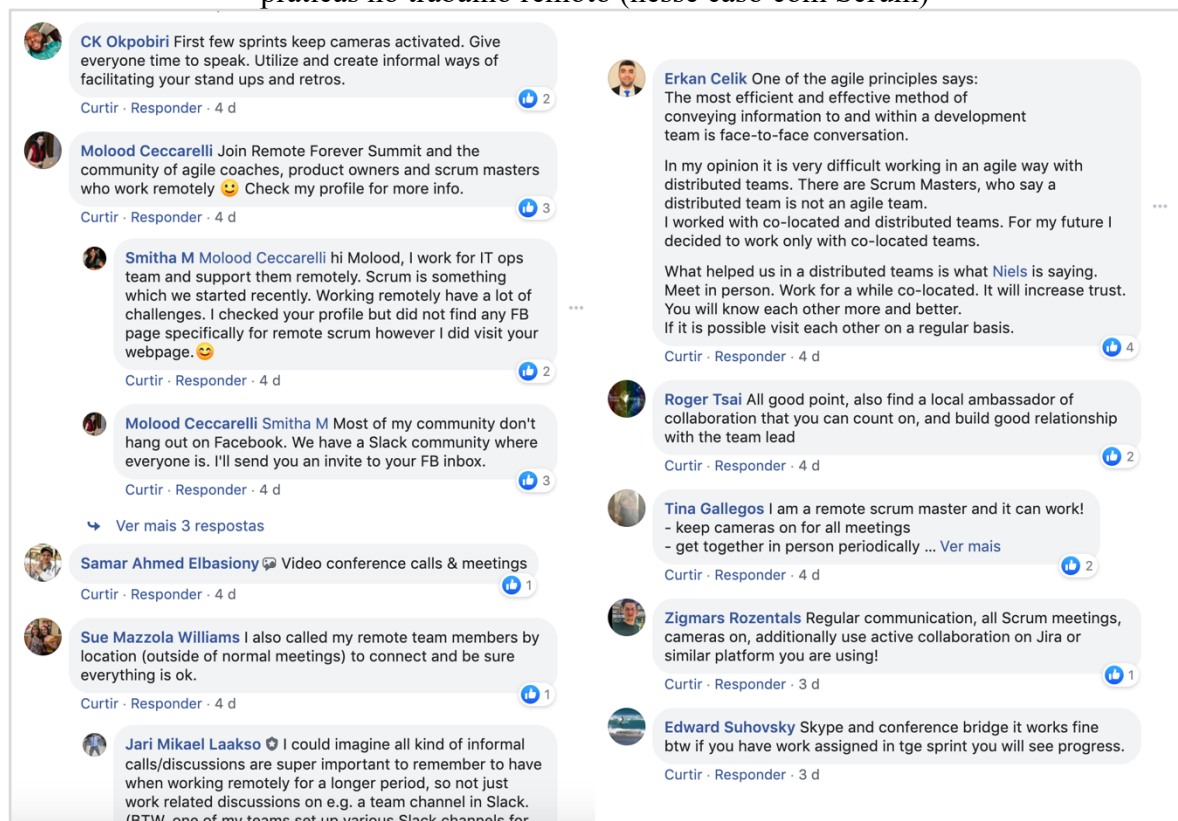 práticas no trabalho remoto (nesse caso com Scrum)
CK Okpobiri First few sprints keep cameras activated. Give
everyone time to speak. Utilize and create informal ways of
facilitating your stand ups and retros.
Curtir · Responder · 4 d
2
Molood Ceccarelli Join Remote Forever Summit and the
community of agile coaches, product owners and scrum masters
who work remotely 🙂 Check my profile for more info.
Curtir · Responder · 4 d
3
Smitha M Molood Ceccarelli hi Molood, I work for IT ops
team and support them remotely. Scrum is something
which we started recently. Working remotely have a lot of
challenges. I checked your profile but did not find any FB
page specifically for remote scrum however I did visit your
webpage.😊
Curtir · Responder · 4 d
2
Molood Ceccarelli Smitha M Most of my community don't
hang out on Facebook. We have a Slack community where
everyone is. I'll send you an invite to your FB inbox.
Curtir · Responder · 4 d
3
Ver mais 3 respostas
Samar Ahmed Elbasiony Video conference calls & meetings
Curtir · Responder · 4 d
1
Sue Mazzola Williams I also called my remote team members by
location (outside of normal meetings) to connect and be sure
everything is ok.
Curtir · Responder · 4 d
1
Jari Mikael Laakso I could imagine all kind of informal
calls/discussions are super important to remember to have
when working remotely for a longer period, so not just
work related discussions on e.g. a team channel in Slack.
(BTW, one of my teams set up various Slack channels for
Erkan Celik One of the agile principles says:
The most efficient and effective method of
conveying information to and within a development
team is face-to-face conversation.
In my opinion it is very difficult working in an agile way with
distributed teams. There are Scrum Masters, who say a
distributed team is not an agile team.
I worked with co-located and distributed teams. For my future I
decided to work only with co-located teams.
What helped us in a distributed teams is what Niels is saying.
Meet in person. Work for a while co-located. It will increase trust.
You will know each other more and better.
If it is possible visit each other on a regular basis.
Curtir · Responder · 4 d
4
Roger Tsai All good point, also find a local ambassador of
collaboration that you can count on, and build good relationship
with the team lead
Curtir · Responder · 4 d
2
Tina Gallegos I am a remote scrum master and it can work!
- keep cameras on for all meetings
- get together in person periodically ... Ver mais
Curtir · Responder · 4 d
2
Zigmars Rozentals Regular communication, all Scrum meetings,
cameras on, additionally use active collaboration on Jira or
similar platform you are using!
Curtir · Responder · 3 d
1
Edward Suhovsky Skype and conference bridge it works fine
btw if you have work assigned in tge sprint you will see progress.
Curtir · Responder · 3 d